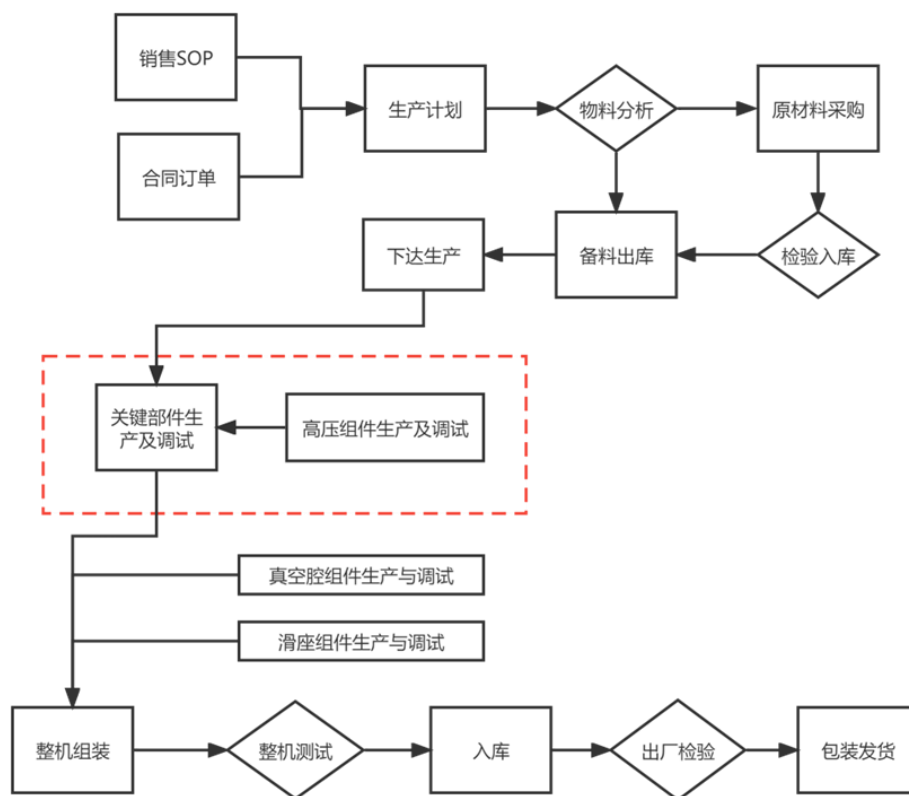 销售SOP
生产计划
物料分析
原材料采购
合同订单
下达生产
备料出库
检验入库
关键部件生
产及调试
高压组件生产及调试
真空腔组件生产与调试
滑座组件生产与调试
整机组装
整机测试
入库
出厂检验
包装发货